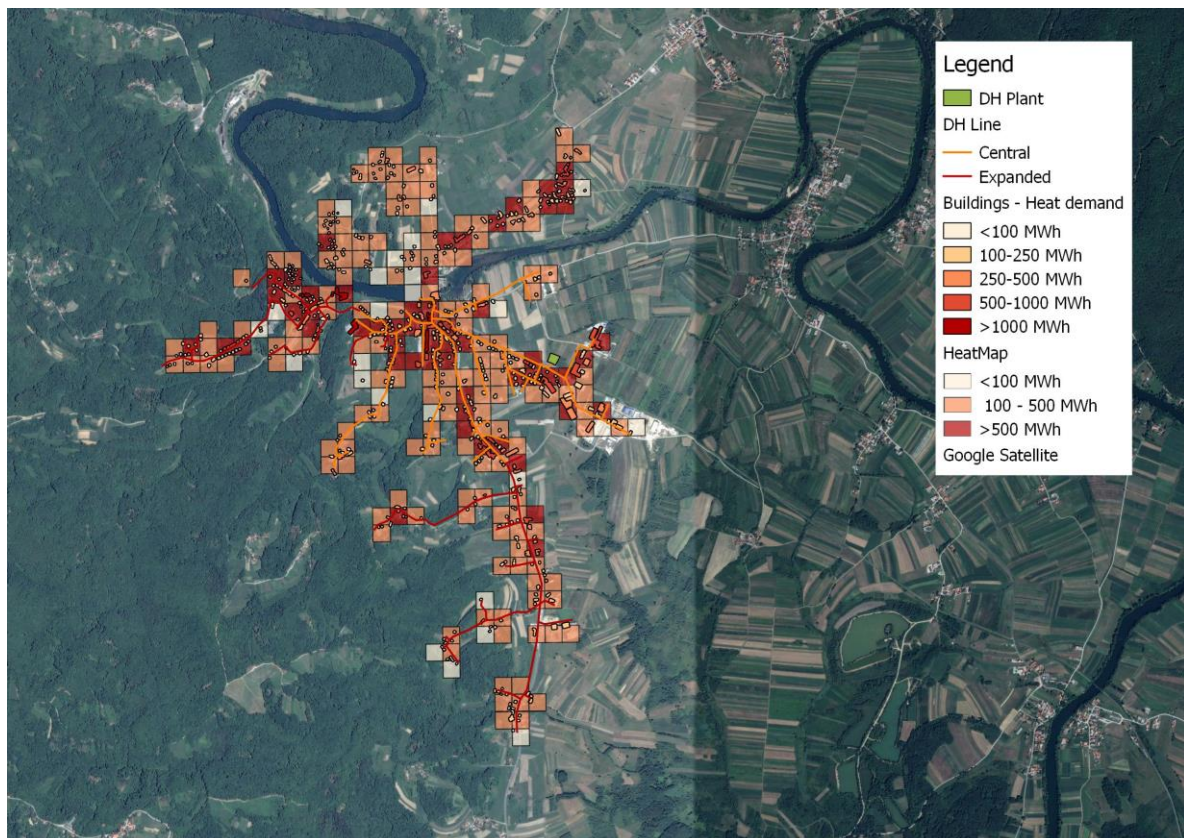 Legend
DH Plant
DH Line
Central
Expanded
Buildings - Heat demand
<100 MWh
100-250 MWh
250-500 MWh
500-1000 MWh
>1000 MWh
HeatMap
<100 MWh
100 - 500 MWh
>500 MWh
Google Satellite